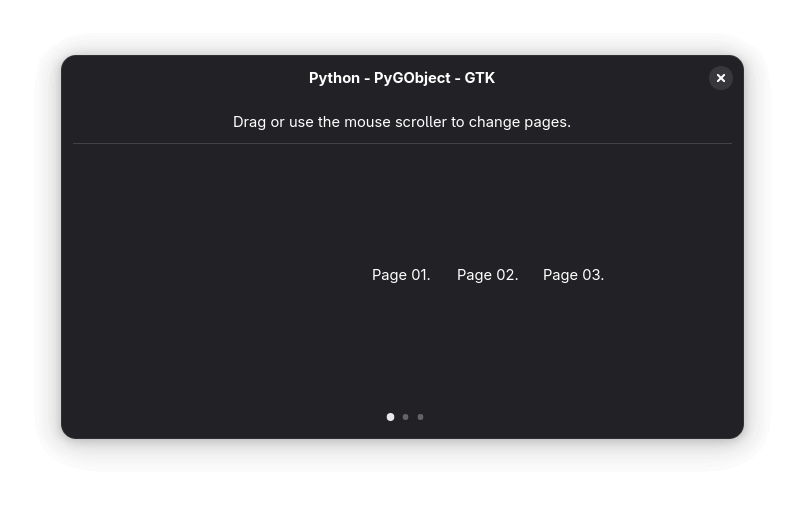 Python - PyGObject - GTK
Drag or use the mouse scroller to change pages.
Page 01. Page 02. Page 03.